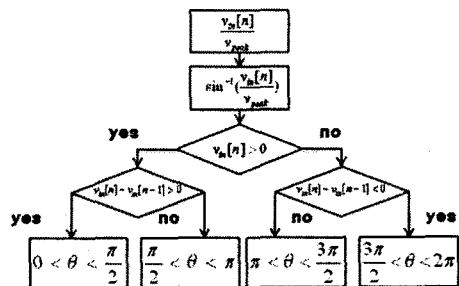 v_in[n] / v_peak
sin⁻¹(v_in[n] / v_peak)
yes
no
v_in[n] > 0
v_in[n] - v_in[n-1] > 0
v_in[n] - v_in[n-1] < 0
yes
no
no
yes
0 < θ < π/2
π/2 < θ < π
π < θ < 3π/2
3π/2 < θ < 2π